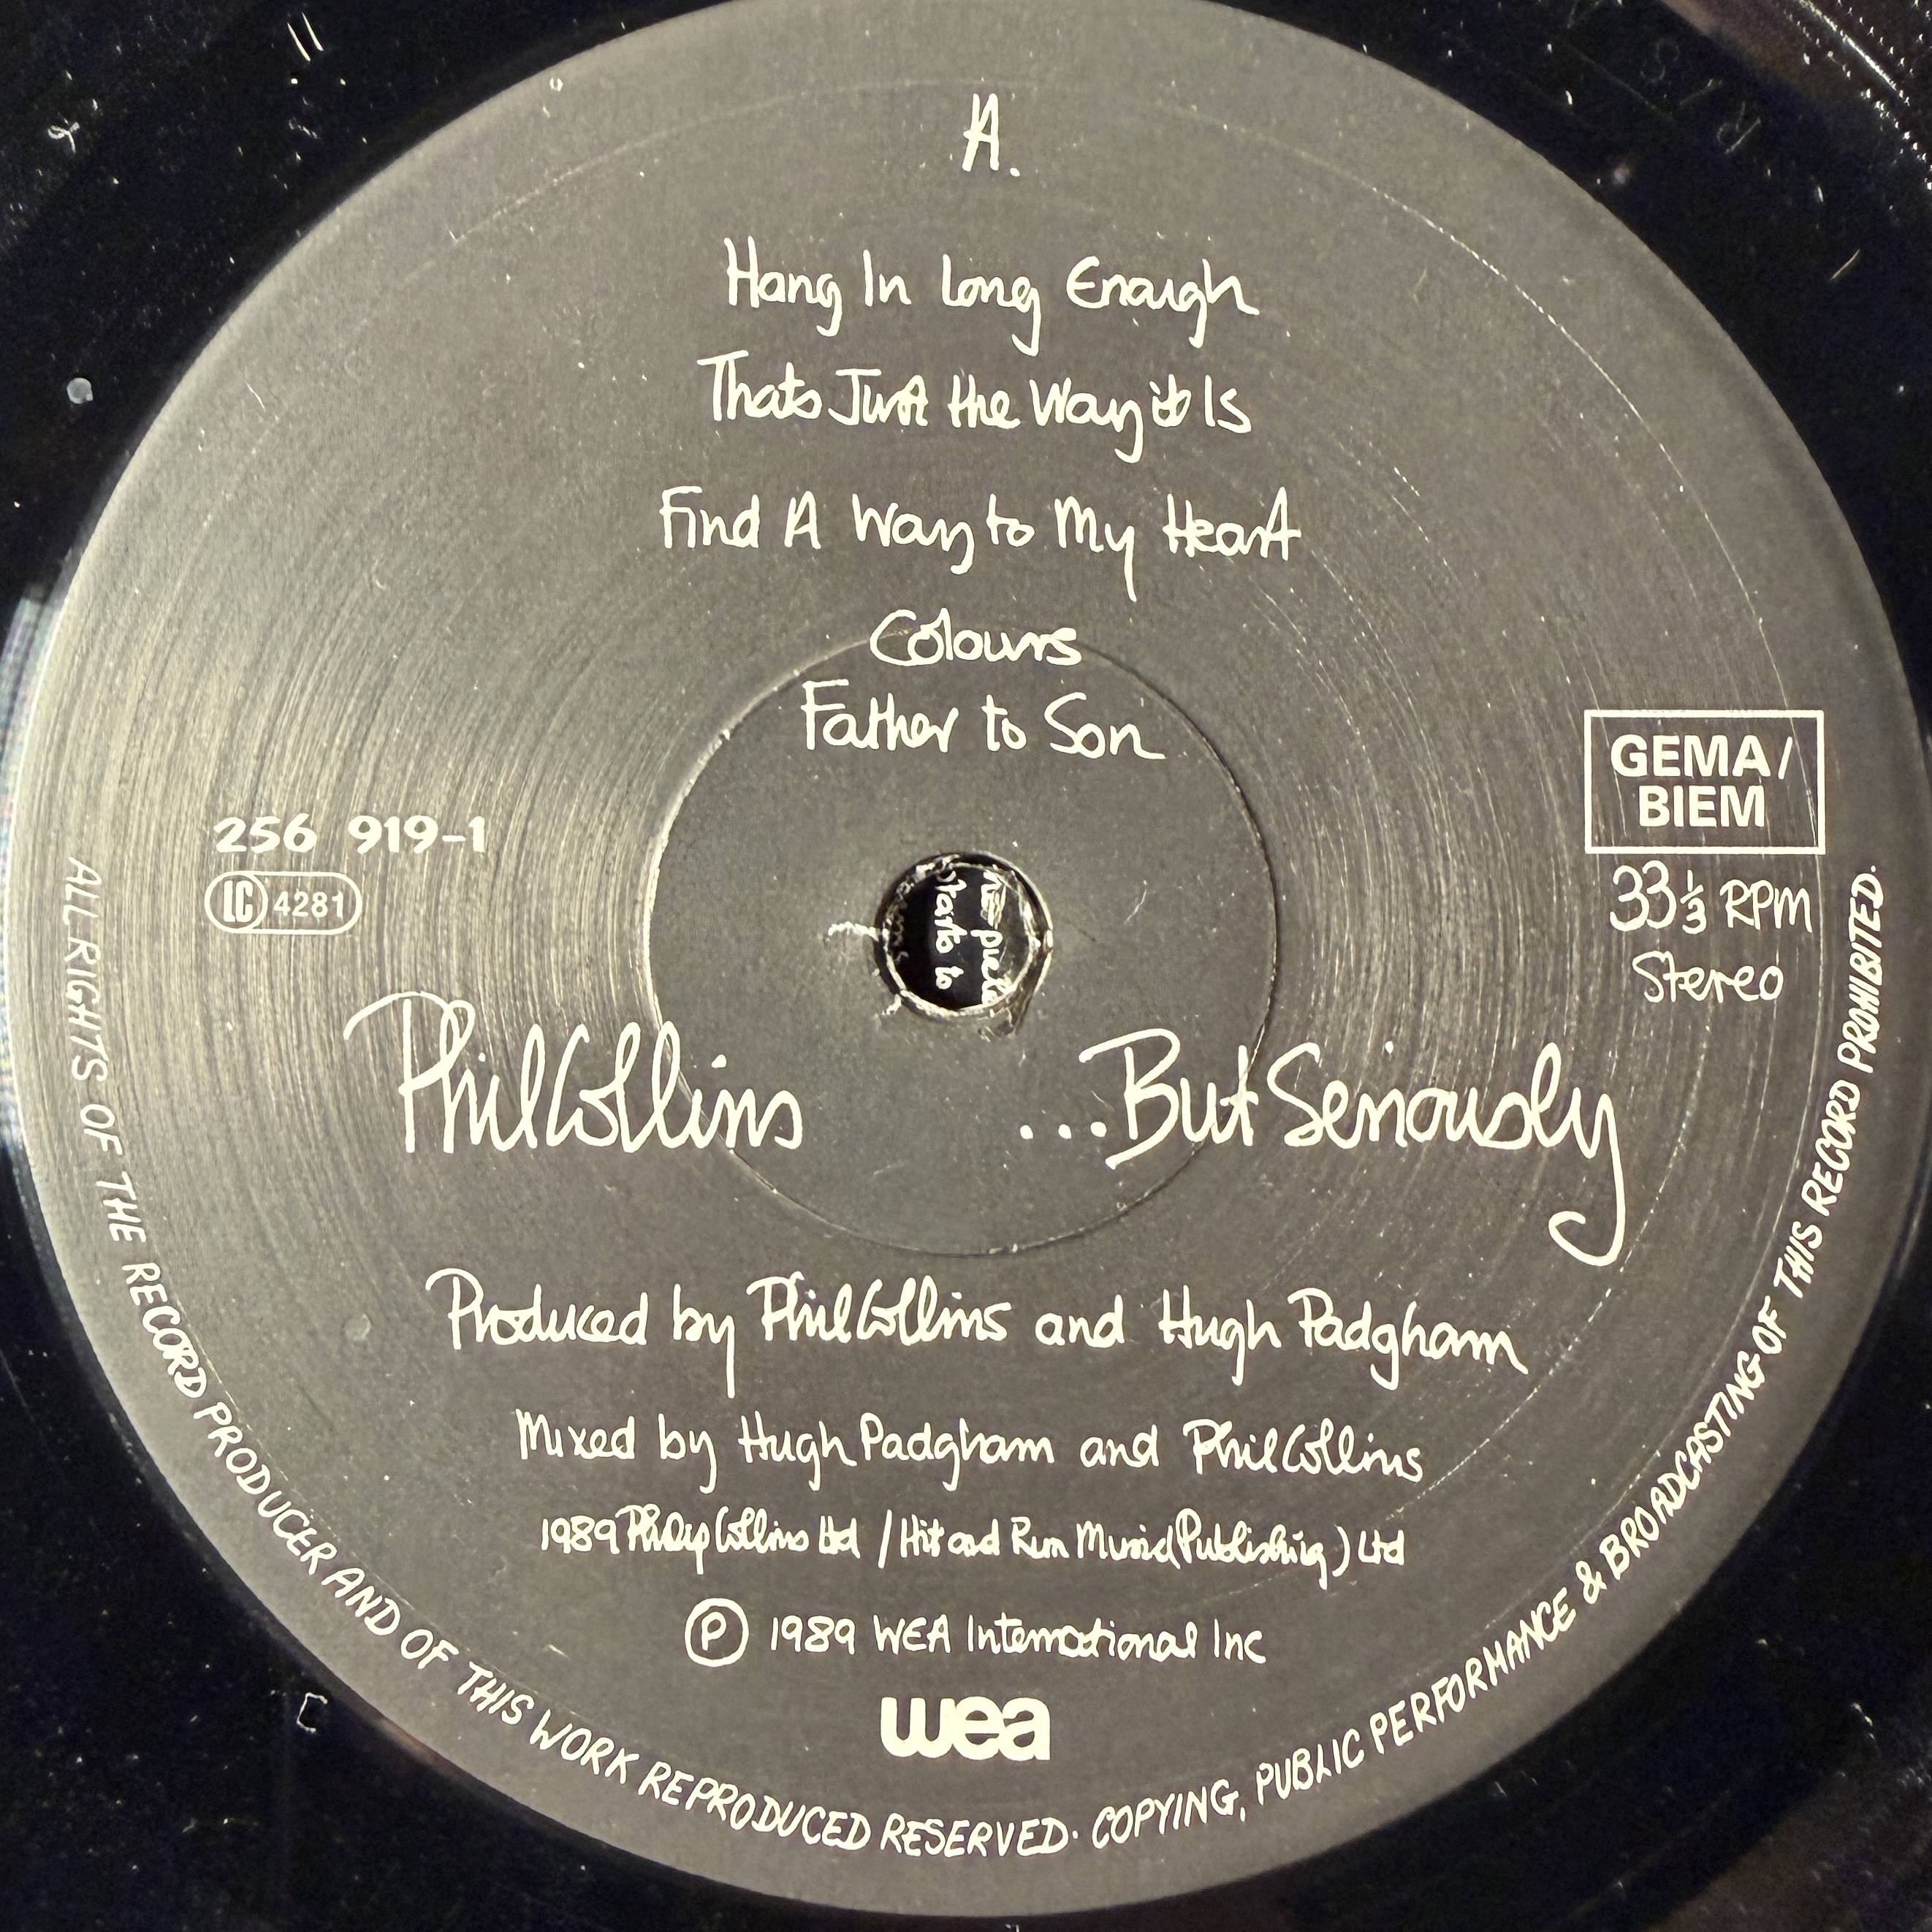 A.
Hang In Long Enough
Thats Just the Way it Is
Find A Way to My Heart
Colours
Father to Son
256 919-1
LC 4281
GEMA/
BIEM
33⅓ RPM
Stereo
Phil Collins
...But Seriously
Produced by Phil Collins and Hugh Padgham
Mixed by Hugh Padgham and Phil Collins
1989 Philip Collins Ltd / Hit and Run Music (Publishing) Ltd
Ⓟ 1989 WEA International Inc
wea
ALL RIGHTS OF THE RECORD PRODUCER AND OF THIS WORK REPRODUCED RESERVED. COPYING, PUBLIC PERFORMANCE & BROADCASTING OF THIS RECORD PROHIBITED.